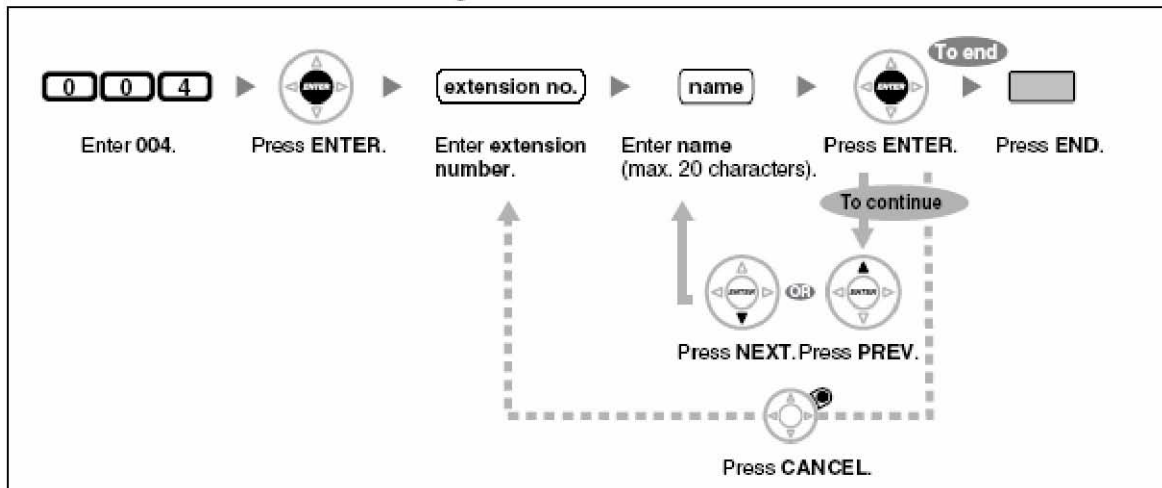 To end
0 0 4 ENTER extension no. name ENTER
Enter 004. Press ENTER. Enter extension number. Enter name (max. 20 characters). Press ENTER. Press END.
To continue
ENTER OR ENTER
Press NEXT. Press PREV.
Press CANCEL.